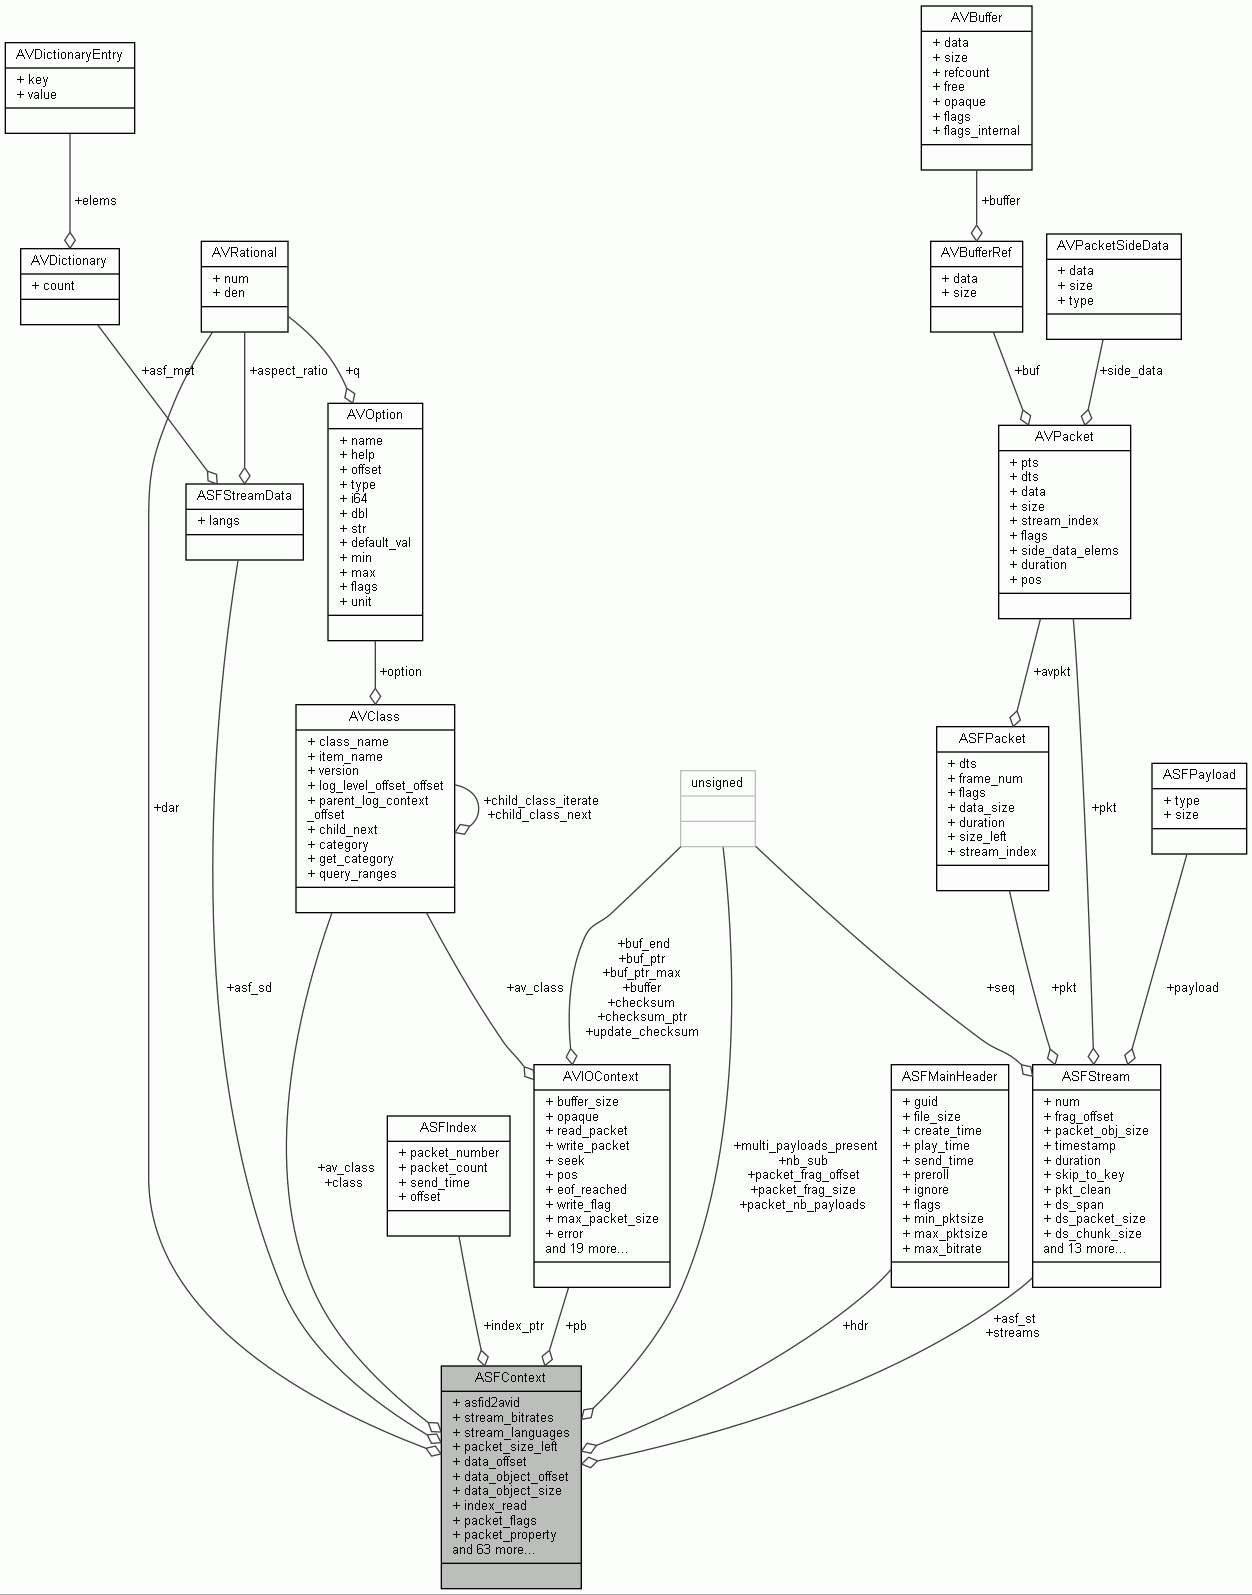 AVBuffer
+ data
+ size
+ refcount
+ free
+ opaque
+ flags
+ flags_internal
AVDictionaryEntry
+ key
+ value
+elems
+buffer
AVDictionary
+ count
AVRational
+ num
+ den
AVBufferRef
+ data
+ size
AVPacketSideData
+ data
+ size
+ type
+asf_met
+aspect_ratio
+q
+buf
+side_data
AVOption
+ name
+ help
+ offset
+ type
+ i64
+ dbl
+ str
+ default_val
+ min
+ max
+ flags
+ unit
AVPacket
+ pts
+ dts
+ data
+ size
+ stream_index
+ flags
+ side_data_elems
+ duration
+ pos
ASFStreamData
+ langs
+option
+avpkt
AVClass
+ class_name
+ item_name
+ version
+ log_level_offset_offset
+ parent_log_context
_offset
+ child_next
+ category
+ get_category
+ query_ranges
+child_class_iterate
+child_class_next
+dar
unsigned
ASFPacket
+ dts
+ frame_num
+ flags
+ data_size
+ duration
+ size_left
+ stream_index
+pkt
ASFPayload
+ type
+ size
+asf_sd
+av_class
+buf_end
+buf_ptr
+buf_ptr_max
+buffer
+checksum
+checksum_ptr
+update_checksum
+seq
+pkt
+payload
AVIOContext
+ buffer_size
+ opaque
+ read_packet
+ write_packet
+ seek
+ pos
+ eof_reached
+ write_flag
+ max_packet_size
+ error
and 19 more...
ASFMainHeader
+ guid
+ file_size
+ create_time
+ play_time
+ send_time
+ preroll
+ ignore
+ flags
+ min_pktsize
+ max_pktsize
+ max_bitrate
ASFStream
+ num
+ frag_offset
+ packet_obj_size
+ timestamp
+ duration
+ skip_to_key
+ pkt_clean
+ ds_span
+ ds_packet_size
+ ds_chunk_size
and 13 more...
ASFIndex
+ packet_number
+ packet_count
+ send_time
+ offset
+av_class
+class
+multi_payloads_present
+nb_sub
+packet_frag_offset
+packet_frag_size
+packet_nb_payloads
+index_ptr
+pb
+hdr
+asf_st
+streams
ASFContext
+ asfid2avid
+ stream_bitrates
+ stream_languages
+ packet_size_left
+ data_offset
+ data_object_offset
+ data_object_size
+ index_read
+ packet_flags
+ packet_property
and 63 more...